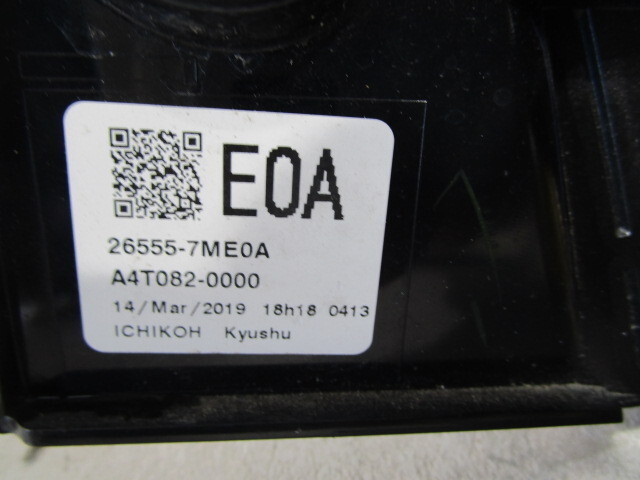 E0A
26555-7ME0A
A4T082-0000
14/Mar/2019 18h18 0413
ICHIKOH Kyushu